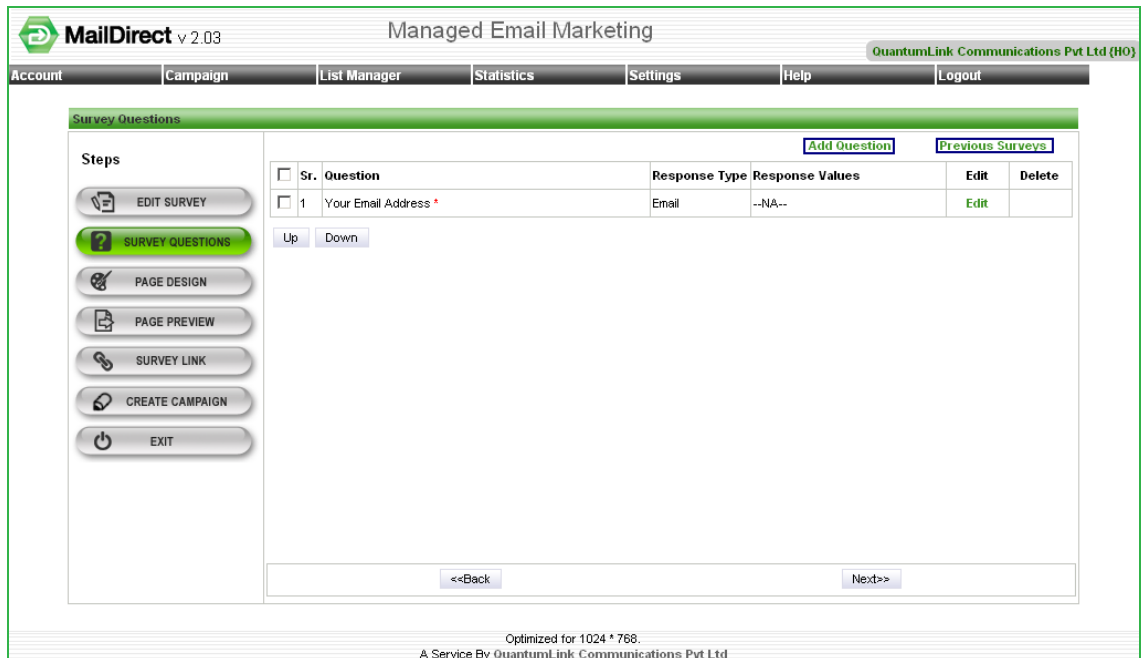 MailDirect v 2.03
Managed Email Marketing
QuantumLink Communications Pvt Ltd (HO)
Account Campaign List Manager Statistics Settings Help Logout
Survey Questions
Steps
EDIT SURVEY
SURVEY QUESTIONS
PAGE DESIGN
PAGE PREVIEW
SURVEY LINK
CREATE CAMPAIGN
EXIT
Add Question Previous Surveys
Sr. Question Response Type Response Values Edit Delete
1 Your Email Address * Email --NA-- Edit
Up Down
<<Back Next>>
Optimized for 1024 * 768.
A Service By QuantumLink Communications Pvt Ltd